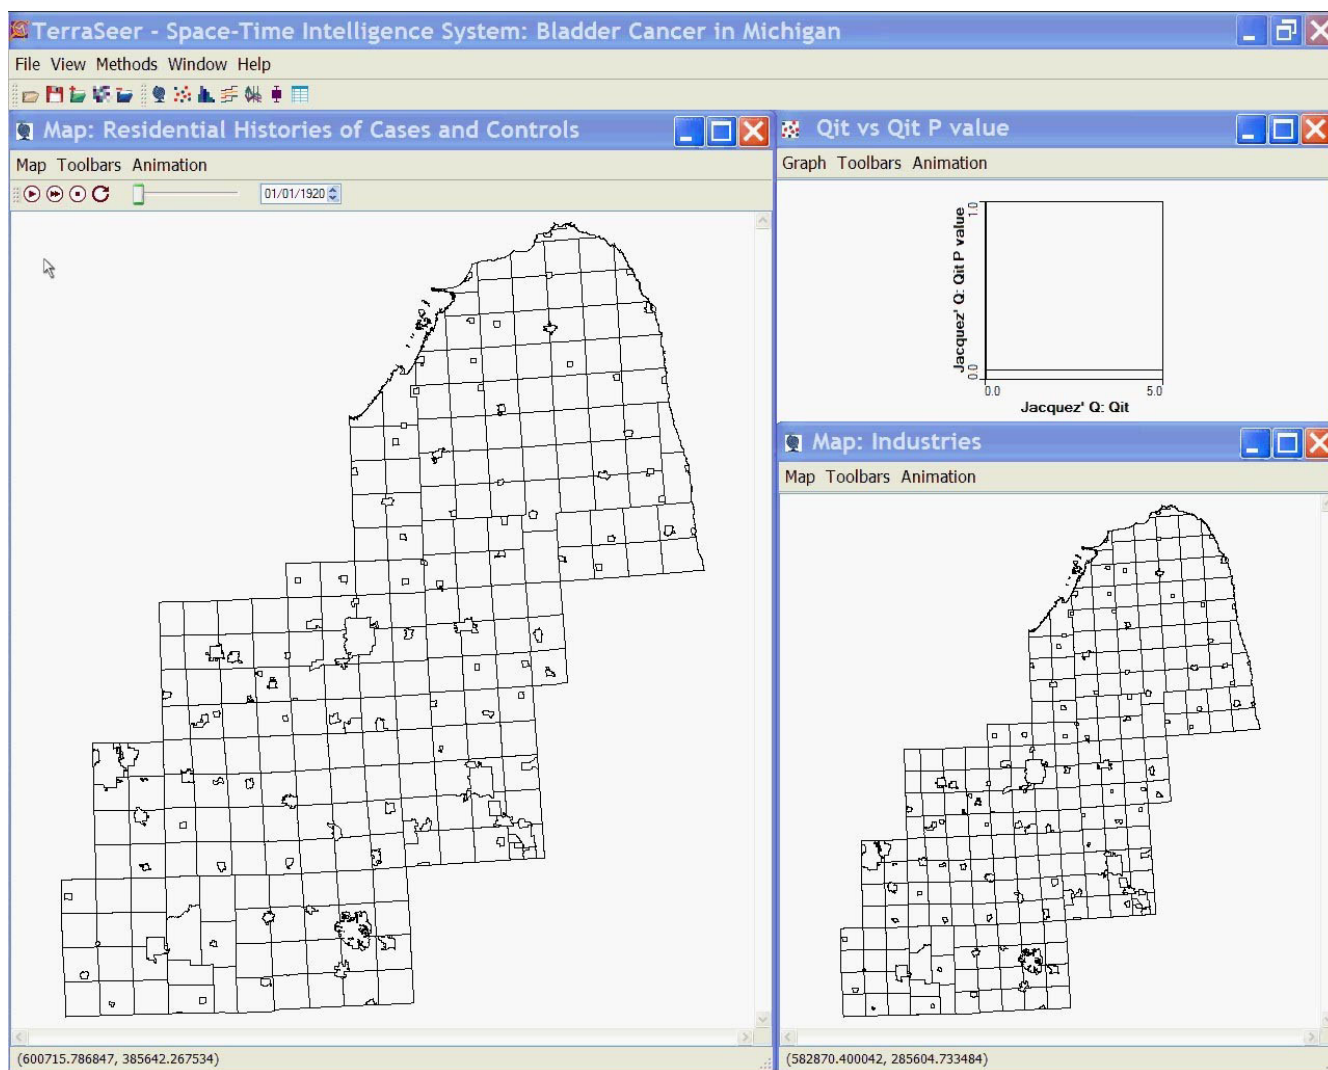 TerraSeer - Space-Time Intelligence System: Bladder Cancer in Michigan
File View Methods Window Help
Map: Residential Histories of Cases and Controls
Map Toolbars Animation
01/01/1920
(600715.786847, 385642.267534)
Qit vs Qit P value
Graph Toolbars Animation
Jacquez' Q: Qit P value
1.0
0.0
0.0 5.0
Jacquez' Q: Qit
Map: Industries
Map Toolbars Animation
(582870.400042, 285604.733484)